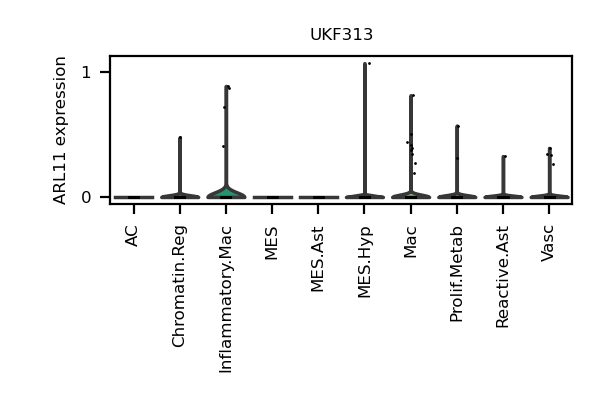 UKF313
ARL11 expression
1
0
AC
Chromatin.Reg
Inflammatory.Mac
MES
MES.Ast
MES.Hyp
Mac
Prolif.Metab
Reactive.Ast
Vasc